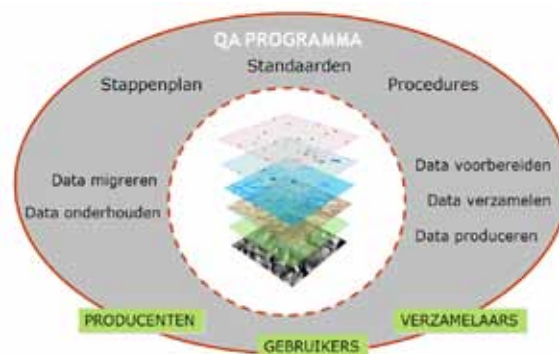 QA PROGRAMMA
Standaarden
Stappenplan
Procedures
Data migreren
Data onderhouden
Data voorbereiden
Data verzamelen
Data produceren
PRODUCENTEN
GEBRUIKERS
VERZAMELAARS